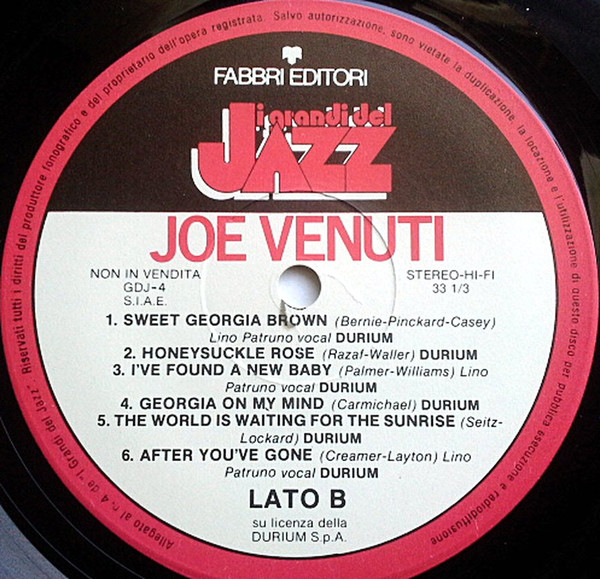 Riservati tutti i diritti del produttore fonografico e del proprietario dell'opera registrata. Salvo autorizzazione, sono vietate la duplicazione, la locazione e l'utilizzazione di questo disco per pubblica esecuzione e radiodiffusione
FABBRI EDITORI
i grandi del
JAZZ
JOE VENUTI
NON IN VENDITA
GDJ-4
S.I.A.E.
STEREO-HI-FI
33 1/3
1. SWEET GEORGIA BROWN (Bernie-Pinckard-Casey)
Lino Patruno vocal DURIUM
2. HONEYSUCKLE ROSE (Razaf-Waller) DURIUM
3. I'VE FOUND A NEW BABY (Palmer-Williams) Lino
Patruno vocal DURIUM
4. GEORGIA ON MY MIND (Carmichael) DURIUM
5. THE WORLD IS WAITING FOR THE SUNRISE (Seitz-
Lockard) DURIUM
6. AFTER YOU'VE GONE (Creamer-Layton) Lino
Patruno vocal DURIUM
LATO B
su licenza della
DURIUM S.p.A.
Allegato al n. 4 de "I Grandi del Jazz"